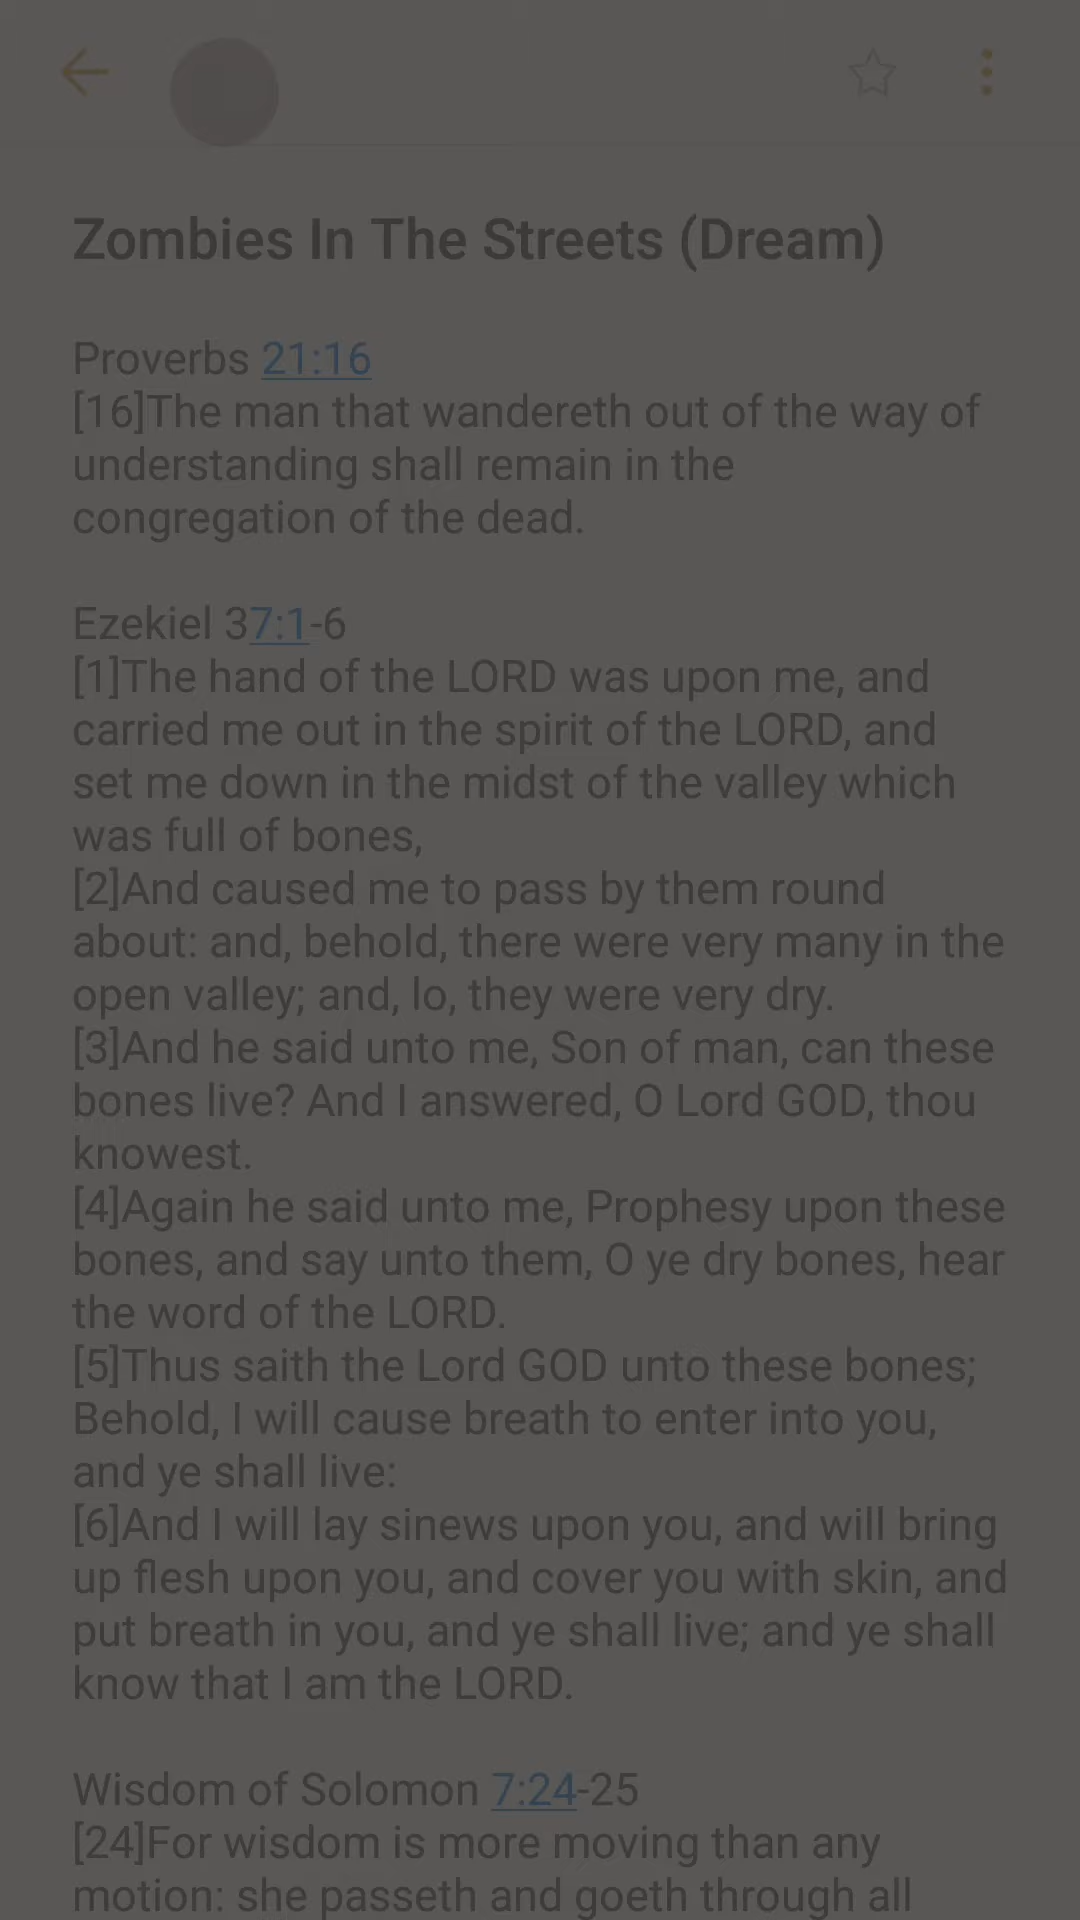 Zombies In The Streets (Dream)
Proverbs 21:16
[16]The man that wandereth out of the way of
understanding shall remain in the
congregation of the dead.
Ezekiel 37:1-6
[1]The hand of the LORD was upon me, and
carried me out in the spirit of the LORD, and
set me down in the midst of the valley which
was full of bones,
[2]And caused me to pass by them round
about: and, behold, there were very many in the
open valley; and, lo, they were very dry.
[3]And he said unto me, Son of man, can these
bones live? And I answered, O Lord GOD, thou
knowest.
[4]Again he said unto me, Prophesy upon these
bones, and say unto them, O ye dry bones, hear
the word of the LORD.
[5]Thus saith the Lord GOD unto these bones;
Behold, I will cause breath to enter into you,
and ye shall live:
[6]And I will lay sinews upon you, and will bring
up flesh upon you, and cover you with skin, and
put breath in you, and ye shall live; and ye shall
know that I am the LORD.
Wisdom of Solomon 7:24-25
[24]For wisdom is more moving than any
motion: she passeth and goeth through all